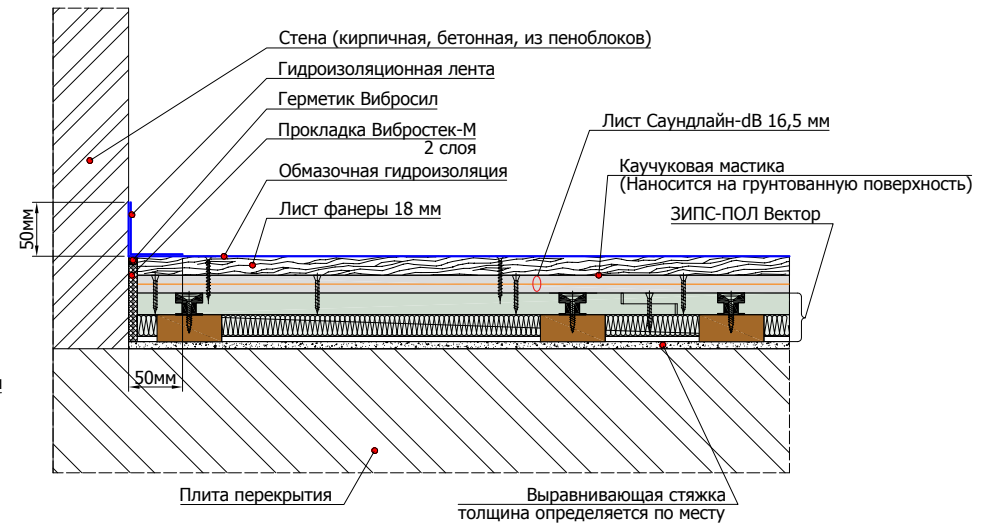 Стена (кирпичная, бетонная, из пеноблоков)
Гидроизоляционная лента
Герметик Вибросил
Прокладка Вибростек-М
2 слоя
Обмазочная гидроизоляция
Лист фанеры 18 мм
Лист Саундлайн-dB 16,5 мм
Каучуковая мастика
(Наносится на грунтованную поверхность)
ЗИПС-ПОЛ Вектор
50мм
50мм
Плита перекрытия
Выравнивающая стяжка
толщина определяется по месту